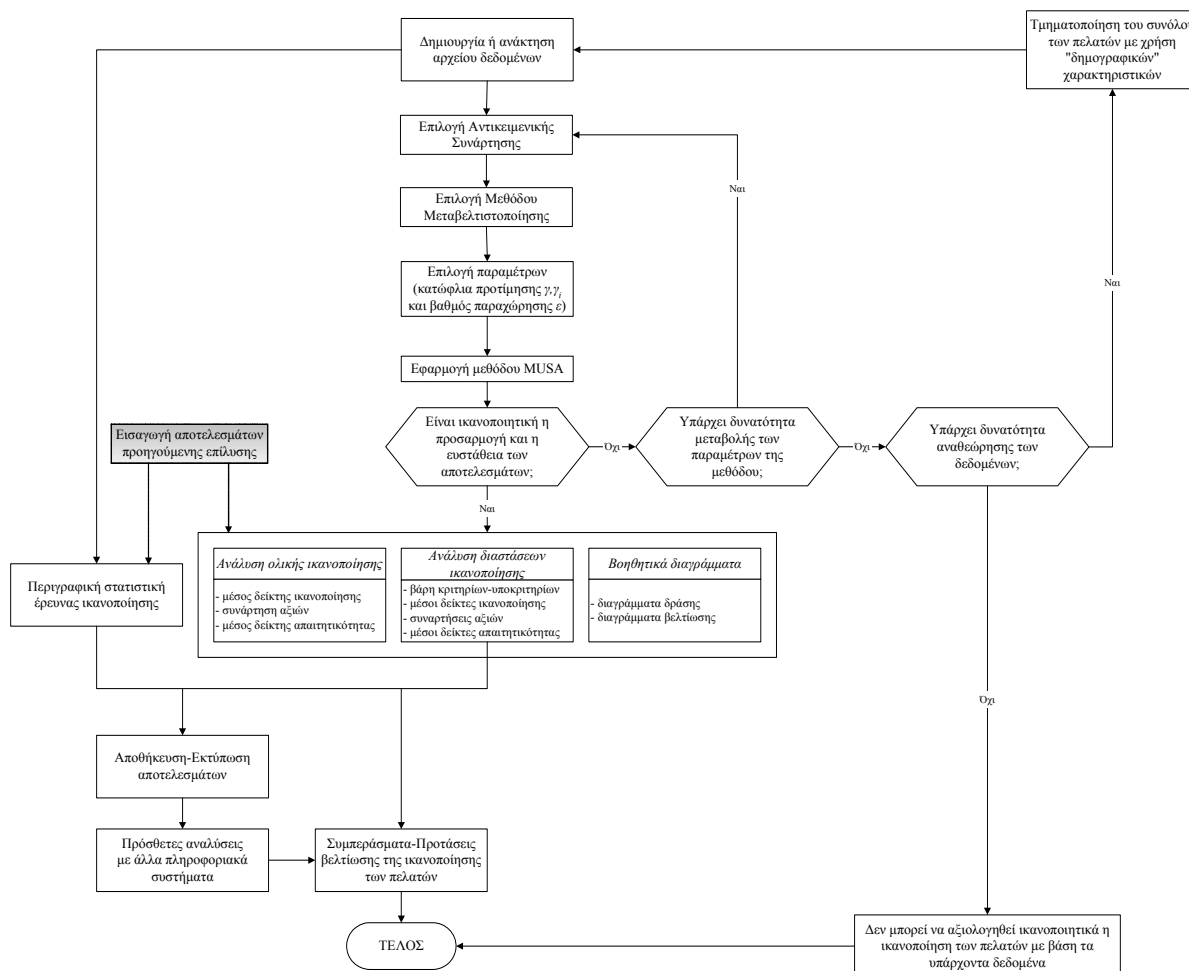 Δημιουργία ή ανάκτηση
αρχείου δεδομένων
Τμηματοποίηση του συνόλου
των πελατών με χρήση
"δημογραφικών"
χαρακτηριστικών
Επιλογή Αντικειμενικής
Συνάρτησης
Ναι
Επιλογή Μεθόδου
Μεταβελτιστοποίησης
Επιλογή παραμέτρων
(κατώφλια προτίμησης γ,γi
και βαθμός παραχώρησης ε)
Ναι
Εφαρμογή μεθόδου MUSA
Είναι ικανοποιητική η
προσαρμογή και η
ευστάθεια των
αποτελεσμάτων;
Όχι
Υπάρχει δυνατότητα
μεταβολής των
παραμέτρων της
μεθόδου;
Όχι
Υπάρχει δυνατότητα
αναθεώρησης των
δεδομένων;
Εισαγωγή αποτελεσμάτων
προηγούμενης επίλυσης
Ναι
Ανάλυση ολικής ικανοποίησης
- μέσος δείκτης ικανοποίησης
- συνάρτηση αξιών
- μέσος δείκτης απαιτητικότητας
Ανάλυση διαστάσεων
ικανοποίησης
- βάρη κριτηρίων-υποκριτηρίων
- μέσοι δείκτες ικανοποίησης
- συναρτήσεις αξιών
- μέσοι δείκτες απαιτητικότητας
Βοηθητικά διαγράμματα
- διαγράμματα δράσης
- διαγράμματα βελτίωσης
Περιγραφική στατιστική
έρευνας ικανοποίησης
Όχι
Αποθήκευση-Εκτύπωση
αποτελεσμάτων
Πρόσθετες αναλύσεις
με άλλα πληροφοριακά
συστήματα
Συμπεράσματα-Προτάσεις
βελτίωσης της ικανοποίησης
των πελατών
ΤΕΛΟΣ
Δεν μπορεί να αξιολογηθεί ικανοποιητικά η
ικανοποίηση των πελατών με βάση τα
υπάρχοντα δεδομένα